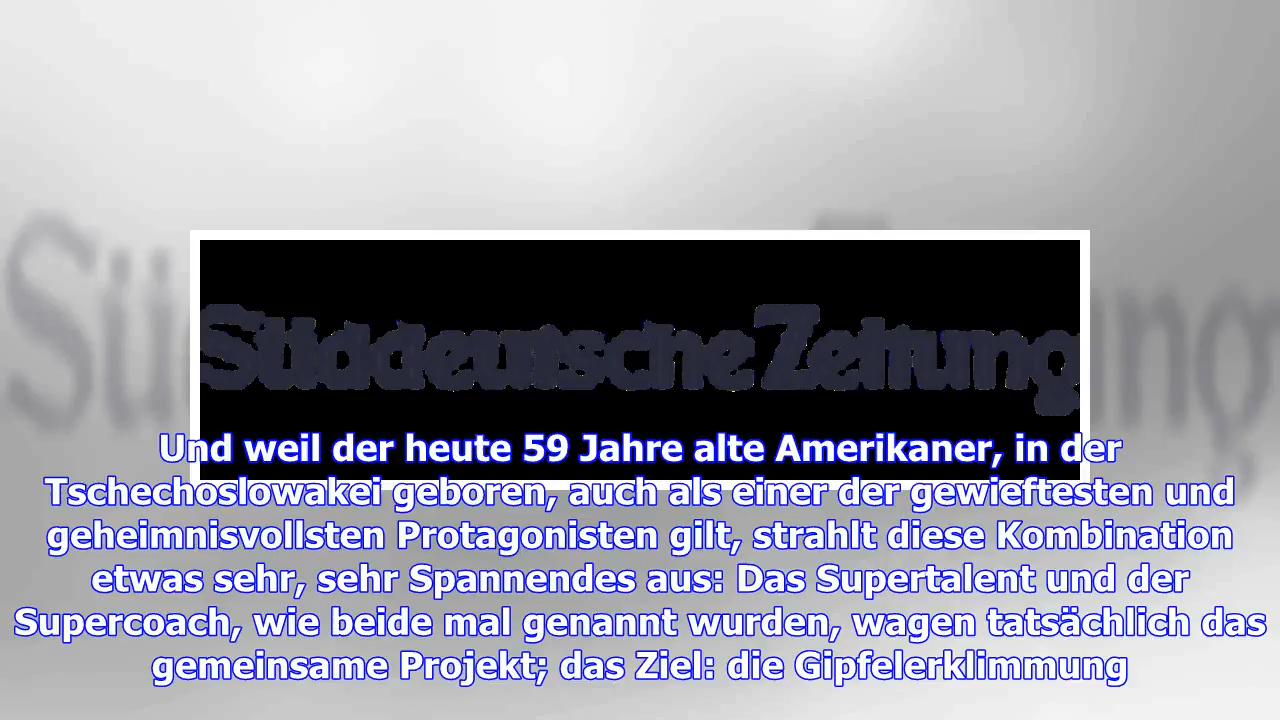 Süddeutsche Zeitung
Und weil der heute 59 Jahre alte Amerikaner, in der
Tschechoslowakei geboren, auch als einer der gewieftesten und
geheimnisvollsten Protagonisten gilt, strahlt diese Kombination
etwas sehr, sehr Spannendes aus: Das Supertalent und der
Supercoach, wie beide mal genannt wurden, wagen tatsächlich das
gemeinsame Projekt; das Ziel: die Gipfelerklimmung